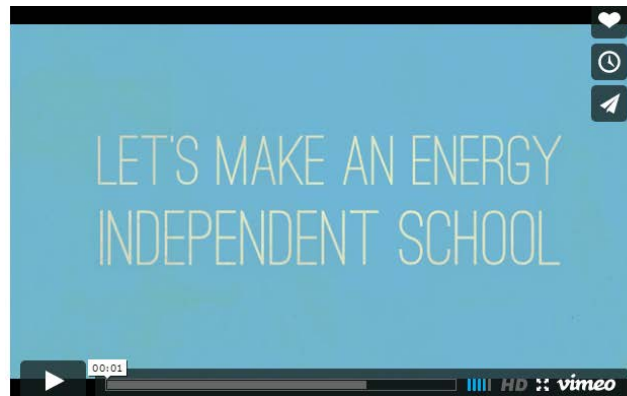 LET'S MAKE AN ENERGY
INDEPENDENT SCHOOL
00:01
HD vimeo